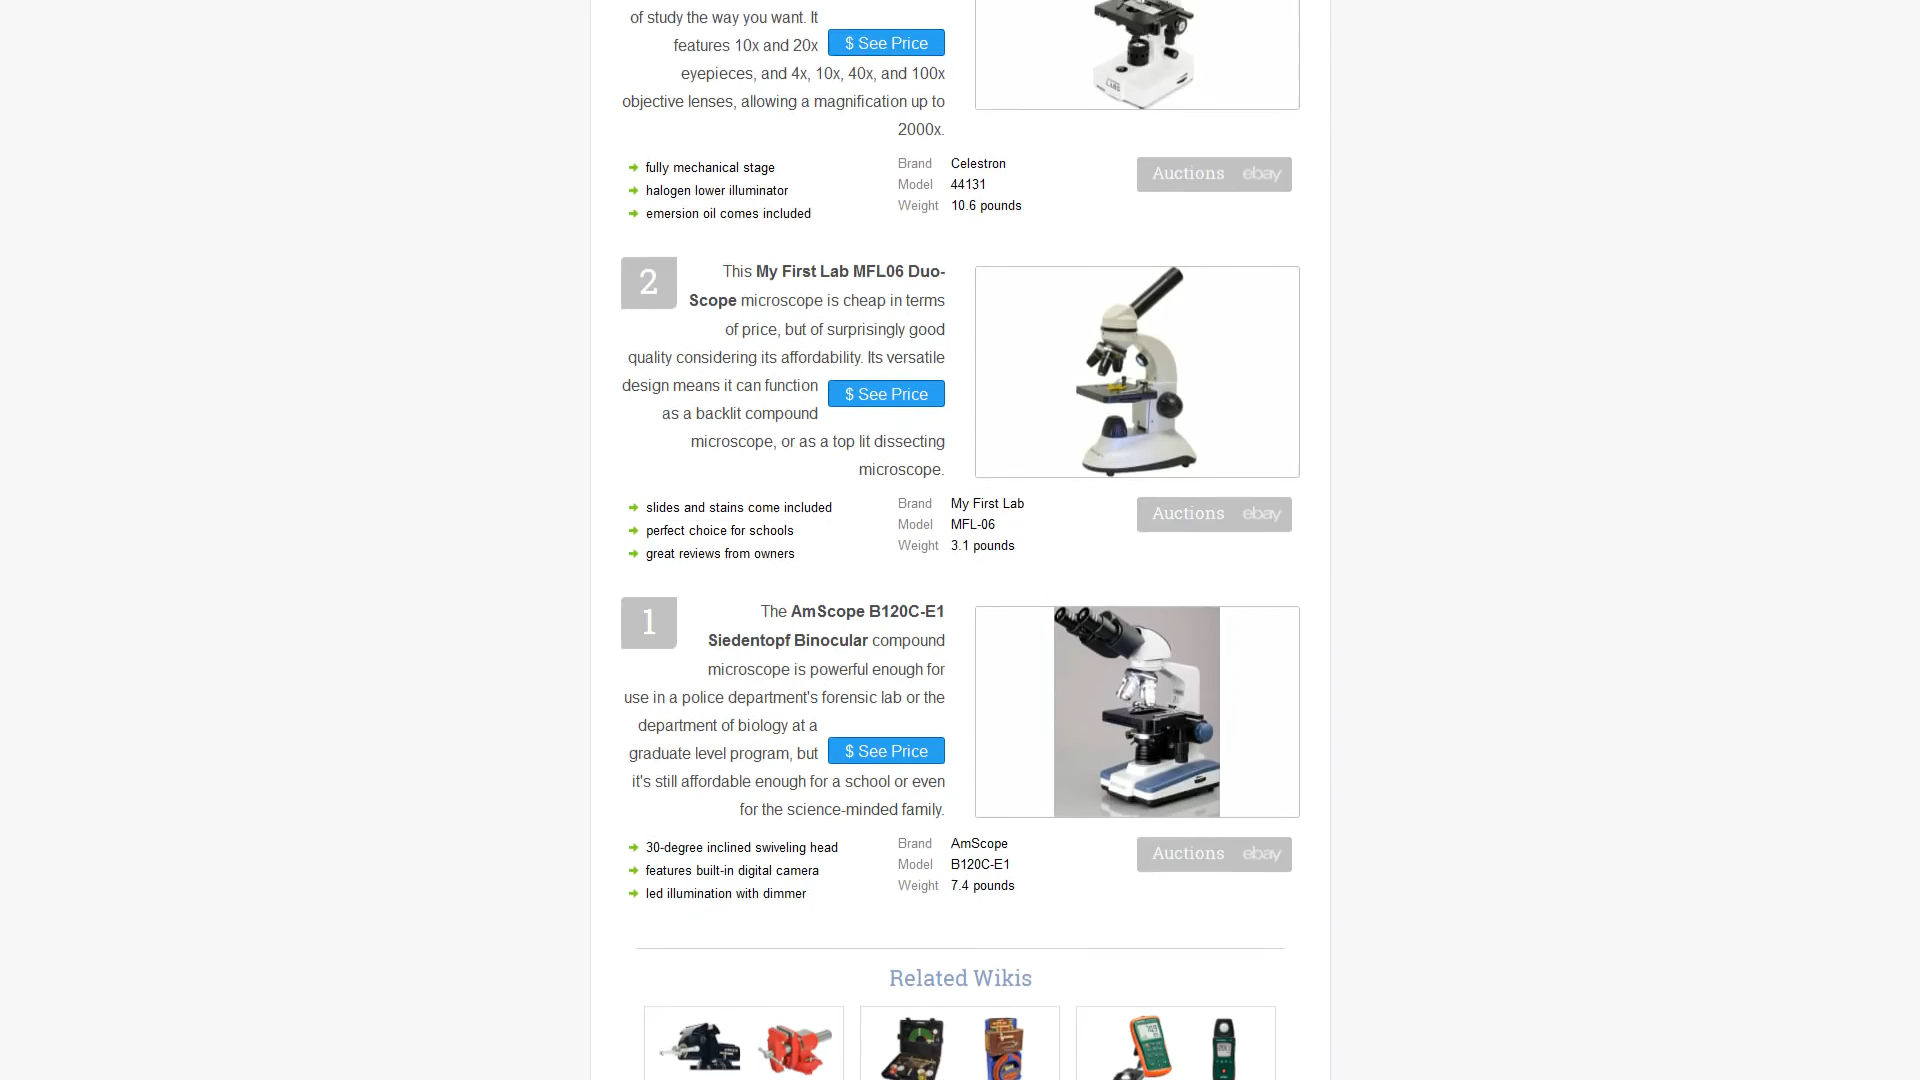 of study the way you want. It
features 10x and 20x
$ See Price
eyepieces, and 4x, 10x, 40x, and 100x
objective lenses, allowing a magnification up to
2000x.
fully mechanical stage
halogen lower illuminator
emersion oil comes included
Brand Celestron
Model 44131
Weight 10.6 pounds
Auctions ebay
2
This My First Lab MFL06 Duo-
Scope microscope is cheap in terms
of price, but of surprisingly good
quality considering its affordability. Its versatile
design means it can function
$ See Price
as a backlit compound
microscope, or as a top lit dissecting
microscope.
slides and stains come included
perfect choice for schools
great reviews from owners
Brand My First Lab
Model MFL-06
Weight 3.1 pounds
Auctions ebay
1
The AmScope B120C-E1
Siedentopf Binocular compound
microscope is powerful enough for
use in a police department's forensic lab or the
department of biology at a
graduate level program, but
$ See Price
it's still affordable enough for a school or even
for the science-minded family.
30-degree inclined swiveling head
features built-in digital camera
led illumination with dimmer
Brand AmScope
Model B120C-E1
Weight 7.4 pounds
Auctions ebay
Related Wikis